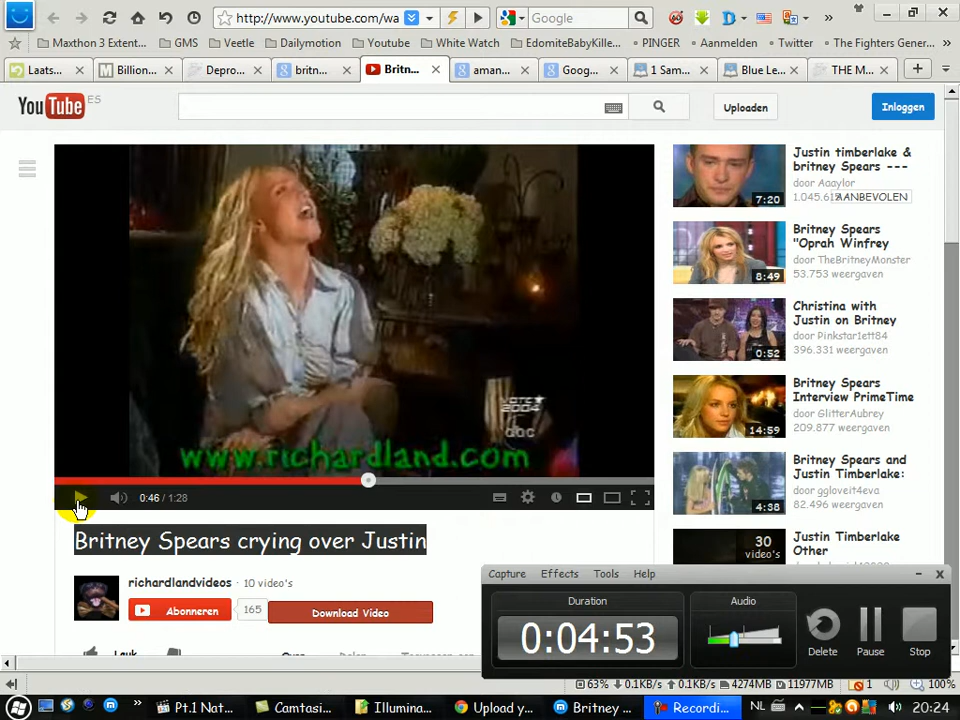 http://www.youtube.com/wa
Google
Maxthon 3 Extent...
GMS
Veetle
Dailymotion
Youtube
White Watch
EdomiteBabyKille...
PINGER
Aanmelden
Twitter
The Fighters Gener...
»
Laats...
Billion...
Depro...
britn...
Britn...
aman...
Goog...
1 Sam...
Blue Le...
THE M...
YouTube ES
Uploaden
Inloggen
VOTE 2004
abc
www.richardland.com
0:46 / 1:28
Britney Spears crying over Justin
richardlandvideos · 10 video's
Abonneren
165
Download Video
7:20
Justin timberlake &
britney Spears ---
door Aaaylor
AANBEVOLEN
8:49
Britney Spears
"Oprah Winfrey
door TheBritneyMonster
53.753 weergaven
0:52
Christina with
Justin on Britney
door Pinkstar1ett84
396.331 weergaven
14:59
Britney Spears
Interview PrimeTime
door GlitterAubrey
209.877 weergaven
4:38
Britney Spears and
Justin Timberlake:
door ggloveit4eva
82.496 weergaven
30
video's
Justin Timberlake
Other
Capture
Effects
Tools
Help
Duration
0:04:53
Audio
Delete
Pause
Stop
63%
0.1KB/s
0.1KB/s
4274MB
11977MB
1
100%
Pt.1 Nat...
Camtasi...
Illumina...
Upload y...
Britney ...
Recordi...
NL
20:24